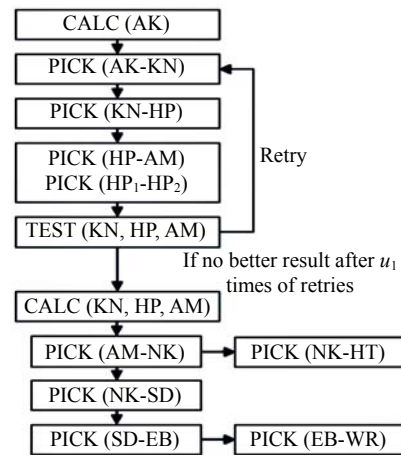 CALC (AK)
PICK (AK-KN)
PICK (KN-HP)
PICK (HP-AM)
PICK (HP₁-HP₂)
Retry
TEST (KN, HP, AM)
If no better result after u₁
times of retries
CALC (KN, HP, AM)
PICK (AM-NK)
PICK (NK-HT)
PICK (NK-SD)
PICK (SD-EB)
PICK (EB-WR)